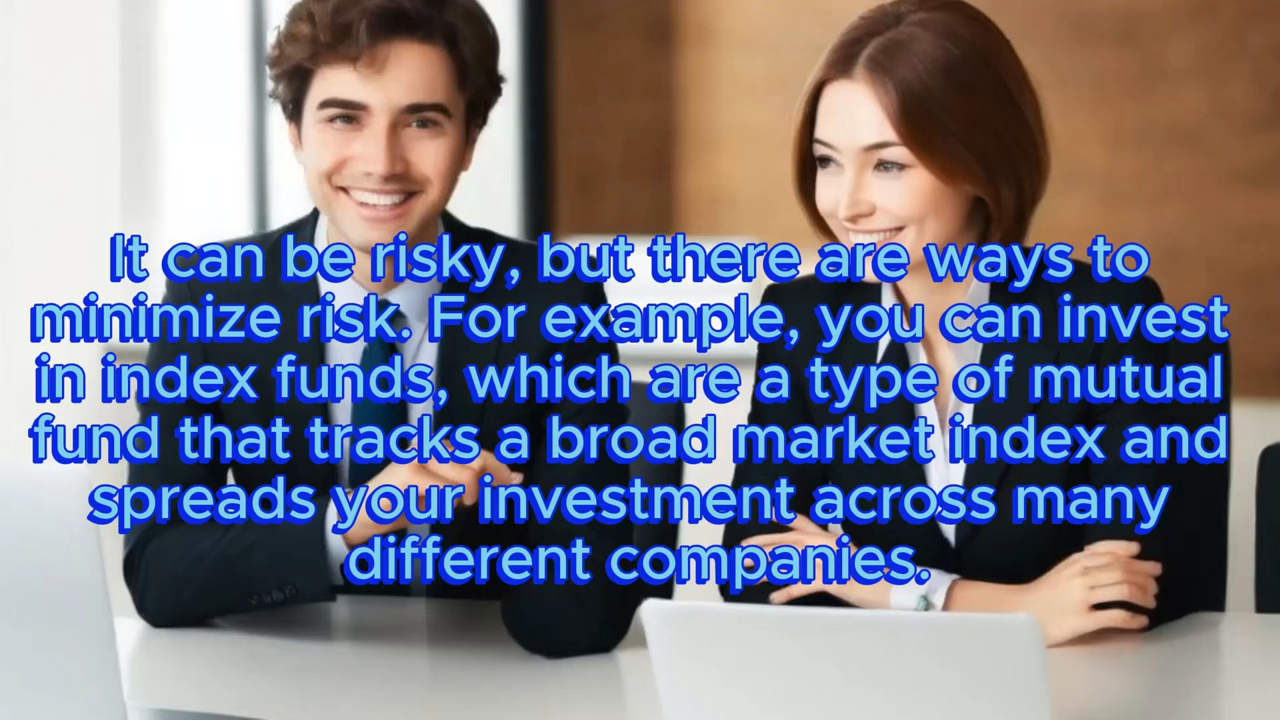 It can be risky, but there are ways to
minimize risk. For example, you can invest
in index funds, which are a type of mutual
fund that tracks a broad market index and
spreads your investment across many
different companies.